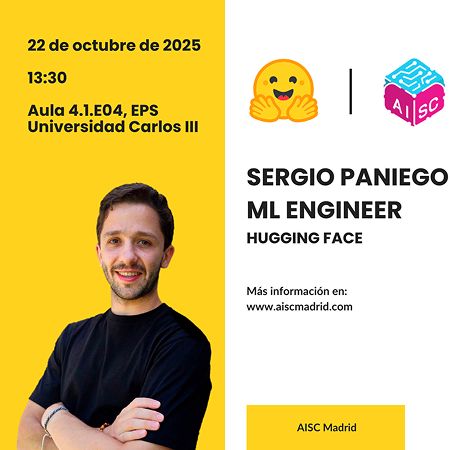 22 de octubre de 2025
13:30
Aula 4.1.E04, EPS
Universidad Carlos III
AI SC
SERGIO PANIEGO
ML ENGINEER
HUGGING FACE
Más información en:
www.aiscmadrid.com
AISC Madrid